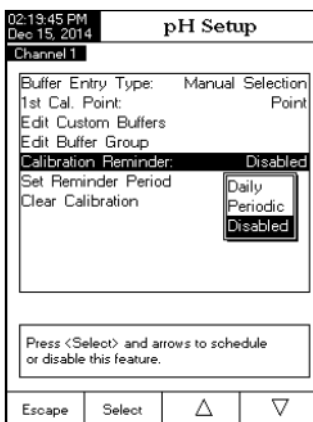 02:19:45 PM
Dec 15, 2014
pH Setup
Channel 1
Buffer Entry Type: Manual Selection
1st Cal. Point: Point
Edit Custom Buffers
Edit Buffer Group
Calibration Reminder: Disabled
Set Reminder Period
Clear Calibration
Daily
Periodic
Disabled
Press <Select> and arrows to schedule
or disable this feature.
Escape Select